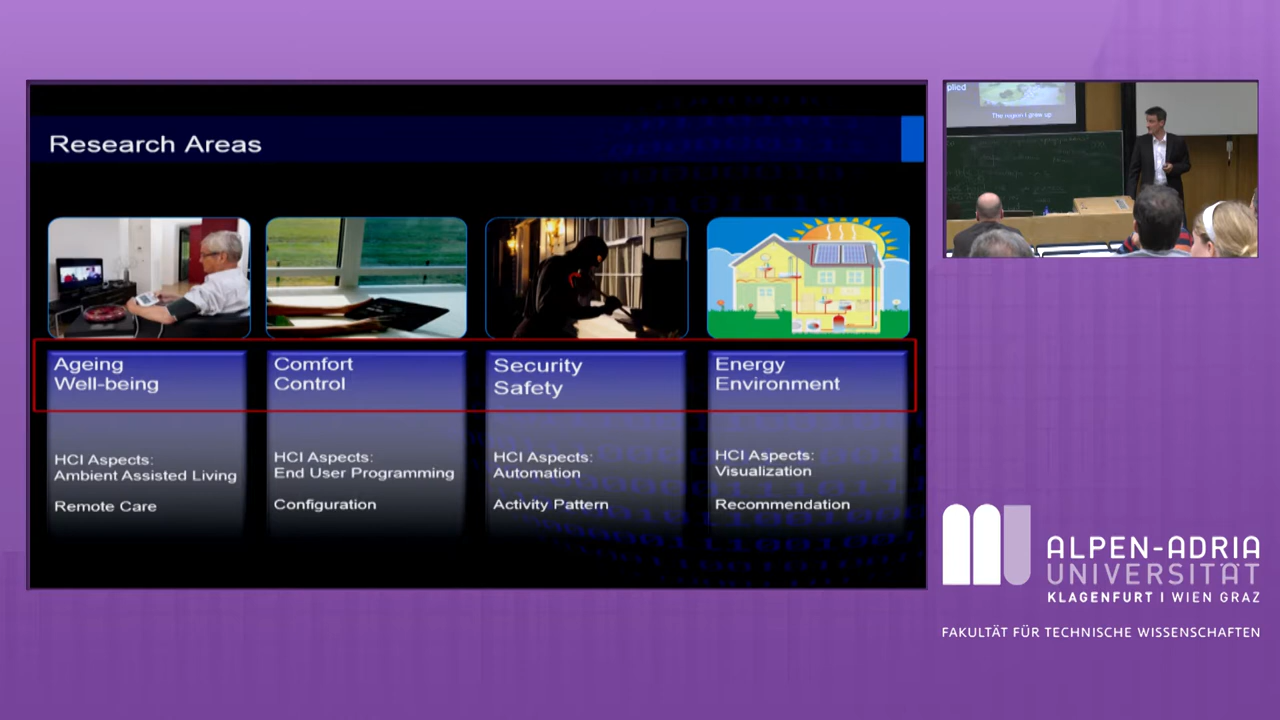 Research Areas
Ageing
Well-being
HCI Aspects:
Ambient Assisted Living
Remote Care
Comfort
Control
HCI Aspects:
End User Programming
Configuration
Security
Safety
HCI Aspects:
Automation
Activity Pattern
Energy
Environment
HCI Aspects:
Visualization
Recommendation
plied
The region I grew up
ALPEN-ADRIA
UNIVERSITÄT
KLAGENFURT | WIEN GRAZ
FAKULTÄT FÜR TECHNISCHE WISSENSCHAFTEN